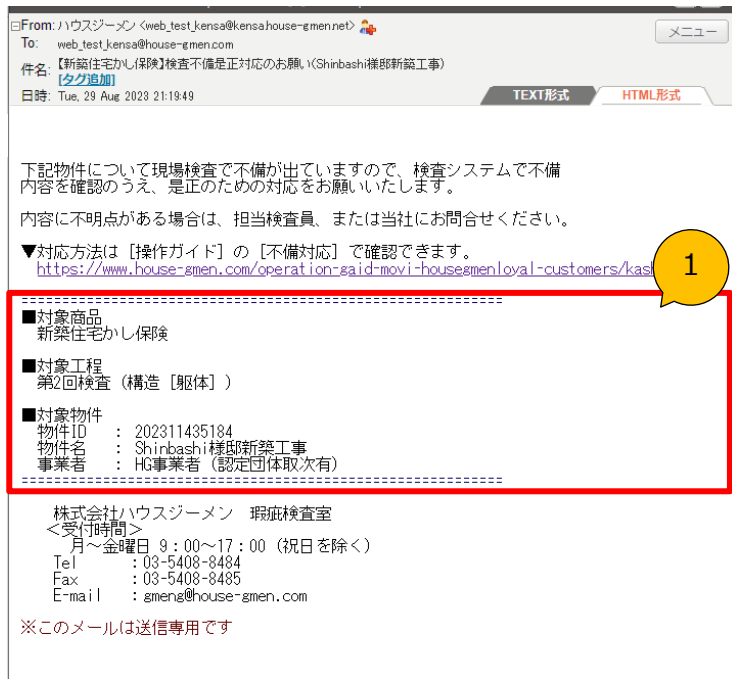 From: ハウスジーメン <web_test_kensa@kensa.house-gmen.net>
メニュー
To: web_test_kensa@house-gmen.com
件名: 【新築住宅かし保険】検査不備是正対応のお願い(Shinbashi様邸新築工事)
[タグ追加]
日時: Tue, 29 Aug 2023 21:19:49
TEXT形式 HTML形式
下記物件について現場検査で不備が出ていますので、検査システムで不備
内容を確認のうえ、是正のための対応をお願いいたします。
内容に不明点がある場合は、担当検査員、または当社にお問合せください。
▼対応方法は［操作ガイド］の［不備対応］で確認できます。
https://www.house-gmen.com/operation-gaid-movi-housegmenloyal-customers/kas
1
============================================================
■対象商品
新築住宅かし保険
■対象工程
第2回検査（構造［躯体］）
■対象物件
物件ID : 202311435184
物件名 : Shinbashi様邸新築工事
事業者 : HG事業者（認定団体取次有）
============================================================
株式会社ハウスジーメン 瑕疵検査室
＜受付時間＞
月～金曜日 9：00～17：00（祝日を除く）
Tel ：03-5408-8484
Fax ：03-5408-8485
E-mail ：gmeng@house-gmen.com
※このメールは送信専用です